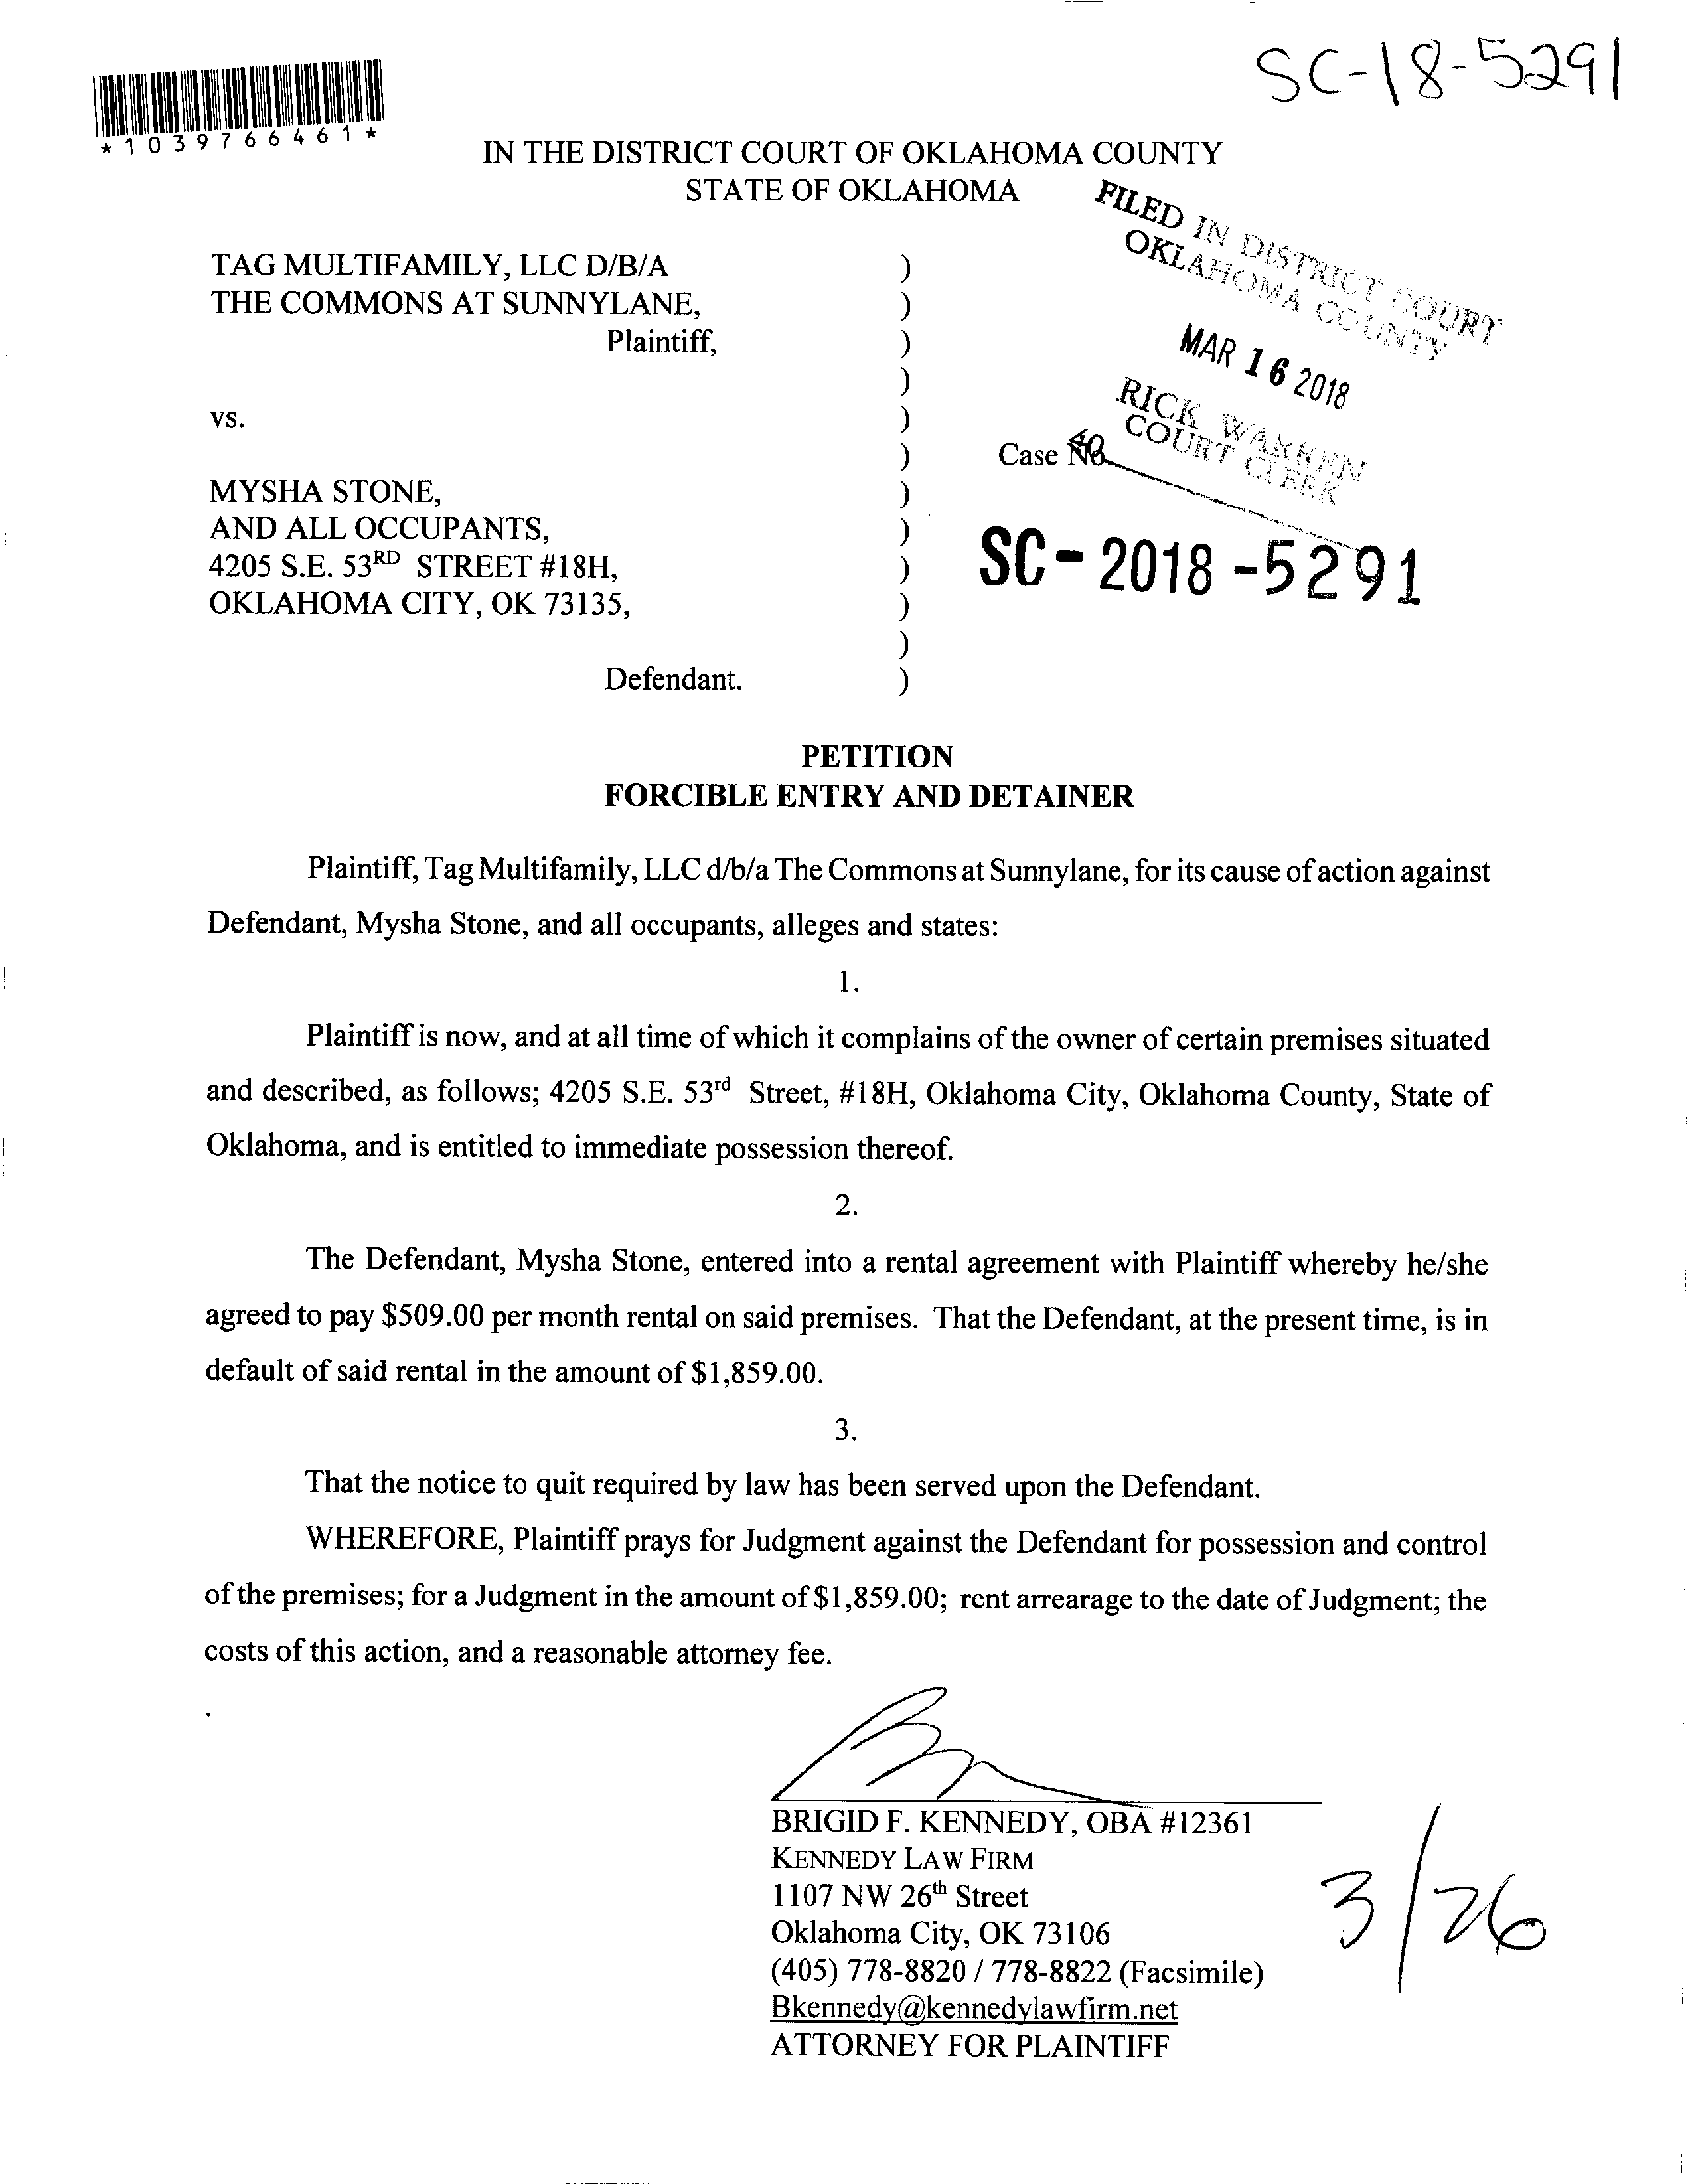 SC-18-5291
*1039766461*
IN THE DISTRICT COURT OF OKLAHOMA COUNTY
STATE OF OKLAHOMA
FILED IN DISTRICT COURT
OKLAHOMA COUNTY
MAR 16 2018
RICK WARREN
COURT CLERK
40
TAG MULTIFAMILY, LLC D/B/A )
THE COMMONS AT SUNNYLANE, )
Plaintiff, )
)
vs. )
) Case No.
MYSHA STONE, )
AND ALL OCCUPANTS, )
4205 S.E. 53RD STREET #18H, ) SC-2018-5291
OKLAHOMA CITY, OK 73135, )
)
Defendant. )
PETITION
FORCIBLE ENTRY AND DETAINER
Plaintiff, Tag Multifamily, LLC d/b/a The Commons at Sunnylane, for its cause of action against
Defendant, Mysha Stone, and all occupants, alleges and states:
1.
Plaintiff is now, and at all time of which it complains of the owner of certain premises situated
and described, as follows; 4205 S.E. 53rd Street, #18H, Oklahoma City, Oklahoma County, State of
Oklahoma, and is entitled to immediate possession thereof.
2.
The Defendant, Mysha Stone, entered into a rental agreement with Plaintiff whereby he/she
agreed to pay $509.00 per month rental on said premises. That the Defendant, at the present time, is in
default of said rental in the amount of $1,859.00.
3.
That the notice to quit required by law has been served upon the Defendant.
WHEREFORE, Plaintiff prays for Judgment against the Defendant for possession and control
of the premises; for a Judgment in the amount of $1,859.00; rent arrearage to the date of Judgment; the
costs of this action, and a reasonable attorney fee.
BRIGID F. KENNEDY, OBA #12361
KENNEDY LAW FIRM
1107 NW 26th Street
Oklahoma City, OK 73106
(405) 778-8820 / 778-8822 (Facsimile)
Bkennedy@kennedylawfirm.net
ATTORNEY FOR PLAINTIFF
3/26